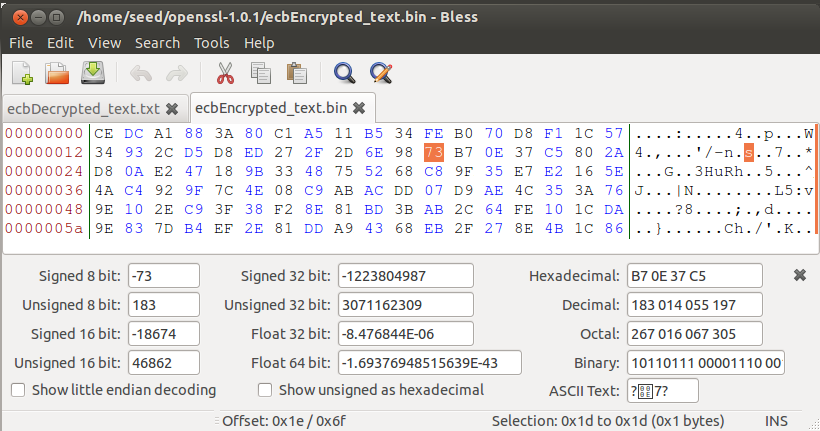 /home/seed/openssl-1.0.1/ecbEncrypted_text.bin - Bless
File Edit View Search Tools Help
ecbDecrypted_text.txt ecbEncrypted_text.bin
00000000 CE DC A1 88 3A 80 C1 A5 11 B5 34 FE B0 70 D8 F1 1C 57 ....:.....4..p...W
00000012 34 93 2C D5 D8 ED 27 2F 2D 6E 98 73 B7 0E 37 C5 80 2A 4.,...'/-n.s..7..*
00000024 D8 0A E2 47 18 9B 33 48 75 52 68 C8 9F 35 E7 E2 16 5E ...G..3HuRh..5...^
00000036 4A C4 92 9F 7C 4E 08 C9 AB AC DD 07 D9 AE 4C 35 3A 76 J...|N........L5:v
00000048 9E 10 2E C9 3F 38 F2 8E 81 BD 3B AB 2C 64 FE 10 1C DA ....?8....;.,d....
0000005a 9E 83 7D B4 EF 2E 81 DD A9 43 68 EB 2F 27 8E 4B 1C 86 ..}......Ch./'.K..
Signed 8 bit: -73 Signed 32 bit: -1223804987 Hexadecimal: B7 0E 37 C5
Unsigned 8 bit: 183 Unsigned 32 bit: 3071162309 Decimal: 183 014 055 197
Signed 16 bit: -18674 Float 32 bit: -8.476844E-06 Octal: 267 016 067 305
Unsigned 16 bit: 46862 Float 64 bit: -1.69376948515639E-43 Binary: 10110111 00001110 00
Show little endian decoding Show unsigned as hexadecimal ASCII Text: ?7?
Offset: 0x1e / 0x6f Selection: 0x1d to 0x1d (0x1 bytes) INS